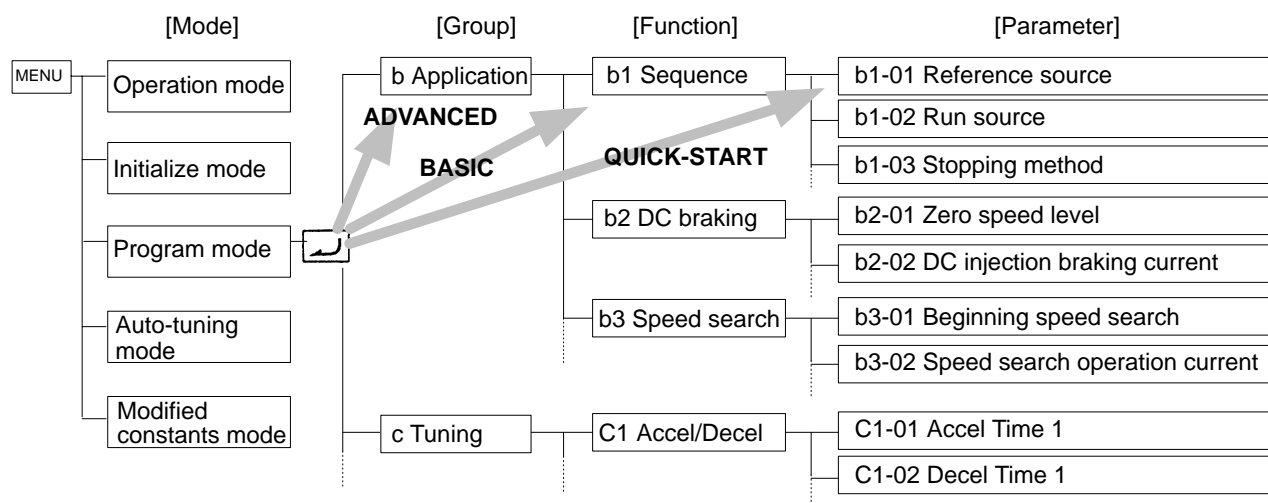 [Mode] [Group] [Function] [Parameter]
MENU
Operation mode
Initialize mode
Program mode
Auto-tuning
mode
Modified
constants mode
b Application
ADVANCED
BASIC
QUICK-START
c Tuning
b1 Sequence
b2 DC braking
b3 Speed search
C1 Accel/Decel
b1-01 Reference source
b1-02 Run source
b1-03 Stopping method
b2-01 Zero speed level
b2-02 DC injection braking current
b3-01 Beginning speed search
b3-02 Speed search operation current
C1-01 Accel Time 1
C1-02 Decel Time 1